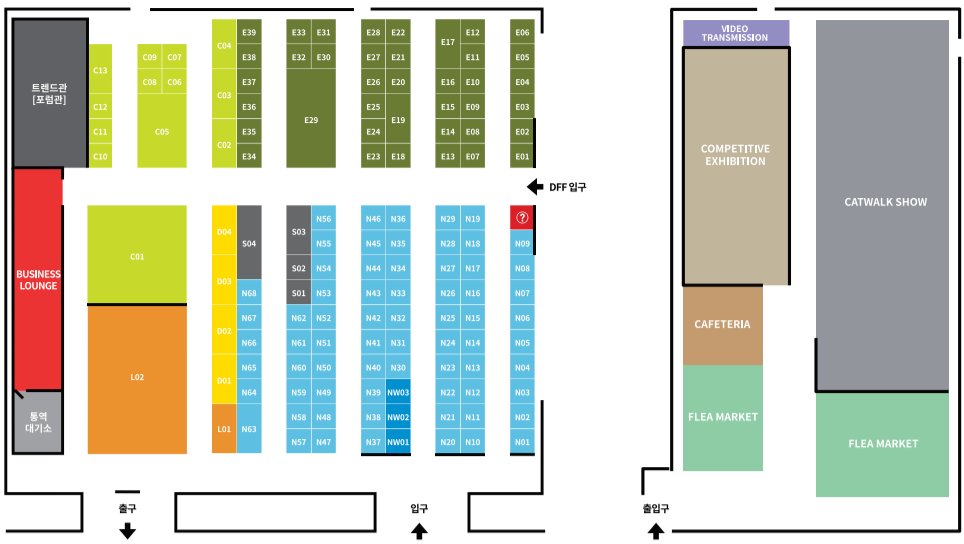 트렌드관
[포럼관]
C13
C12
C11
C10
C09 C07
C08 C06
C05
C04
C03
C02
E39
E38
E37
E36
E35
E34
E33 E31
E32 E30
E29
E28 E22
E27 E21
E26 E20
E25
E19
E24
E23 E18
E17
E12
E11
E16 E10
E15 E09
E14 E08
E13 E07
E06
E05
E04
E03
E02
E01
DFF 입구
BUSINESS
LOUNGE
통역
대기소
C01
L02
D04
D03
D02
D01
L01
S04
N68
N67
N66
N65
N64
N63
S03
S02
S01
N56
N55
N54
N53
N62 N52
N61 N51
N60 N50
N59 N49
N58 N48
N57 N47
N46 N36
N45 N35
N44 N34
N43 N33
N42 N32
N41 N31
N40 N30
N39 NW03
N38 NW02
N37 NW01
N29 N19
N28 N18
N27 N17
N26 N16
N25 N15
N24 N14
N23 N13
N22 N12
N21 N11
N20 N10
?
N09
N08
N07
N06
N05
N04
N03
N02
N01
출구
입구
VIDEO
TRANSMISSION
COMPETITIVE
EXHIBITION
CATWALK SHOW
CAFETERIA
FLEA MARKET
FLEA MARKET
출입구